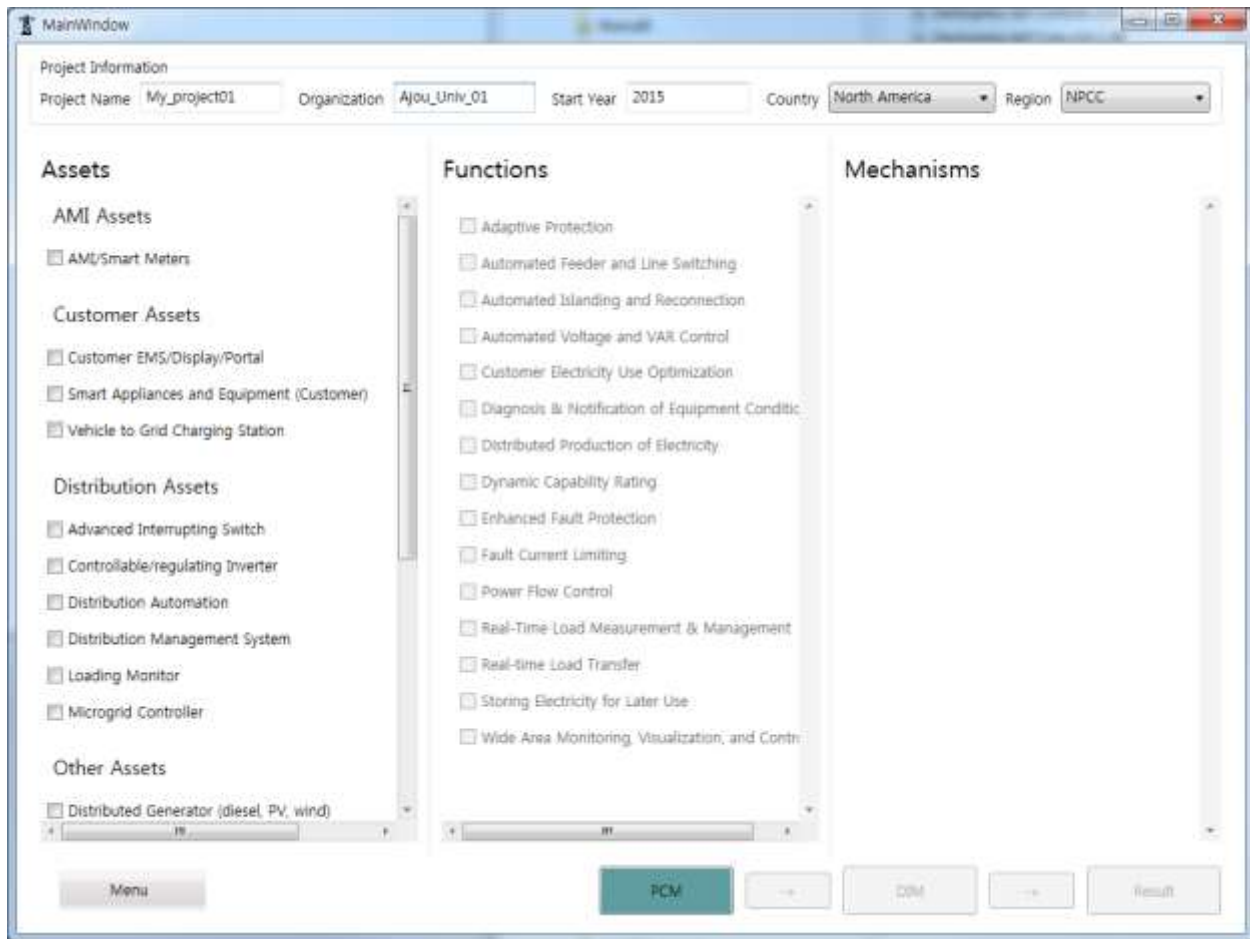 MainWindow
Project Information
Project Name My_project01 Organization Ajou_Univ_01 Start Year 2015 Country North America Region NPCC
Assets
AMI Assets
AMI/Smart Meters
Customer Assets
Customer EMS/Display/Portal
Smart Appliances and Equipment (Customer)
Vehicle to Grid Charging Station
Distribution Assets
Advanced Interrupting Switch
Controllable/regulating Inverter
Distribution Automation
Distribution Management System
Loading Monitor
Microgrid Controller
Other Assets
Distributed Generator (diesel, PV, wind)
Functions
Adaptive Protection
Automated Feeder and Line Switching
Automated Islanding and Reconnection
Automated Voltage and VAR Control
Customer Electricity Use Optimization
Diagnosis & Notification of Equipment Conditic
Distributed Production of Electricity
Dynamic Capability Rating
Enhanced Fault Protection
Fault Current Limiting
Power Flow Control
Real-Time Load Measurement & Management
Real-time Load Transfer
Storing Electricity for Later Use
Wide Area Monitoring, Visualization, and Contr
Mechanisms
Menu PCM → → Result